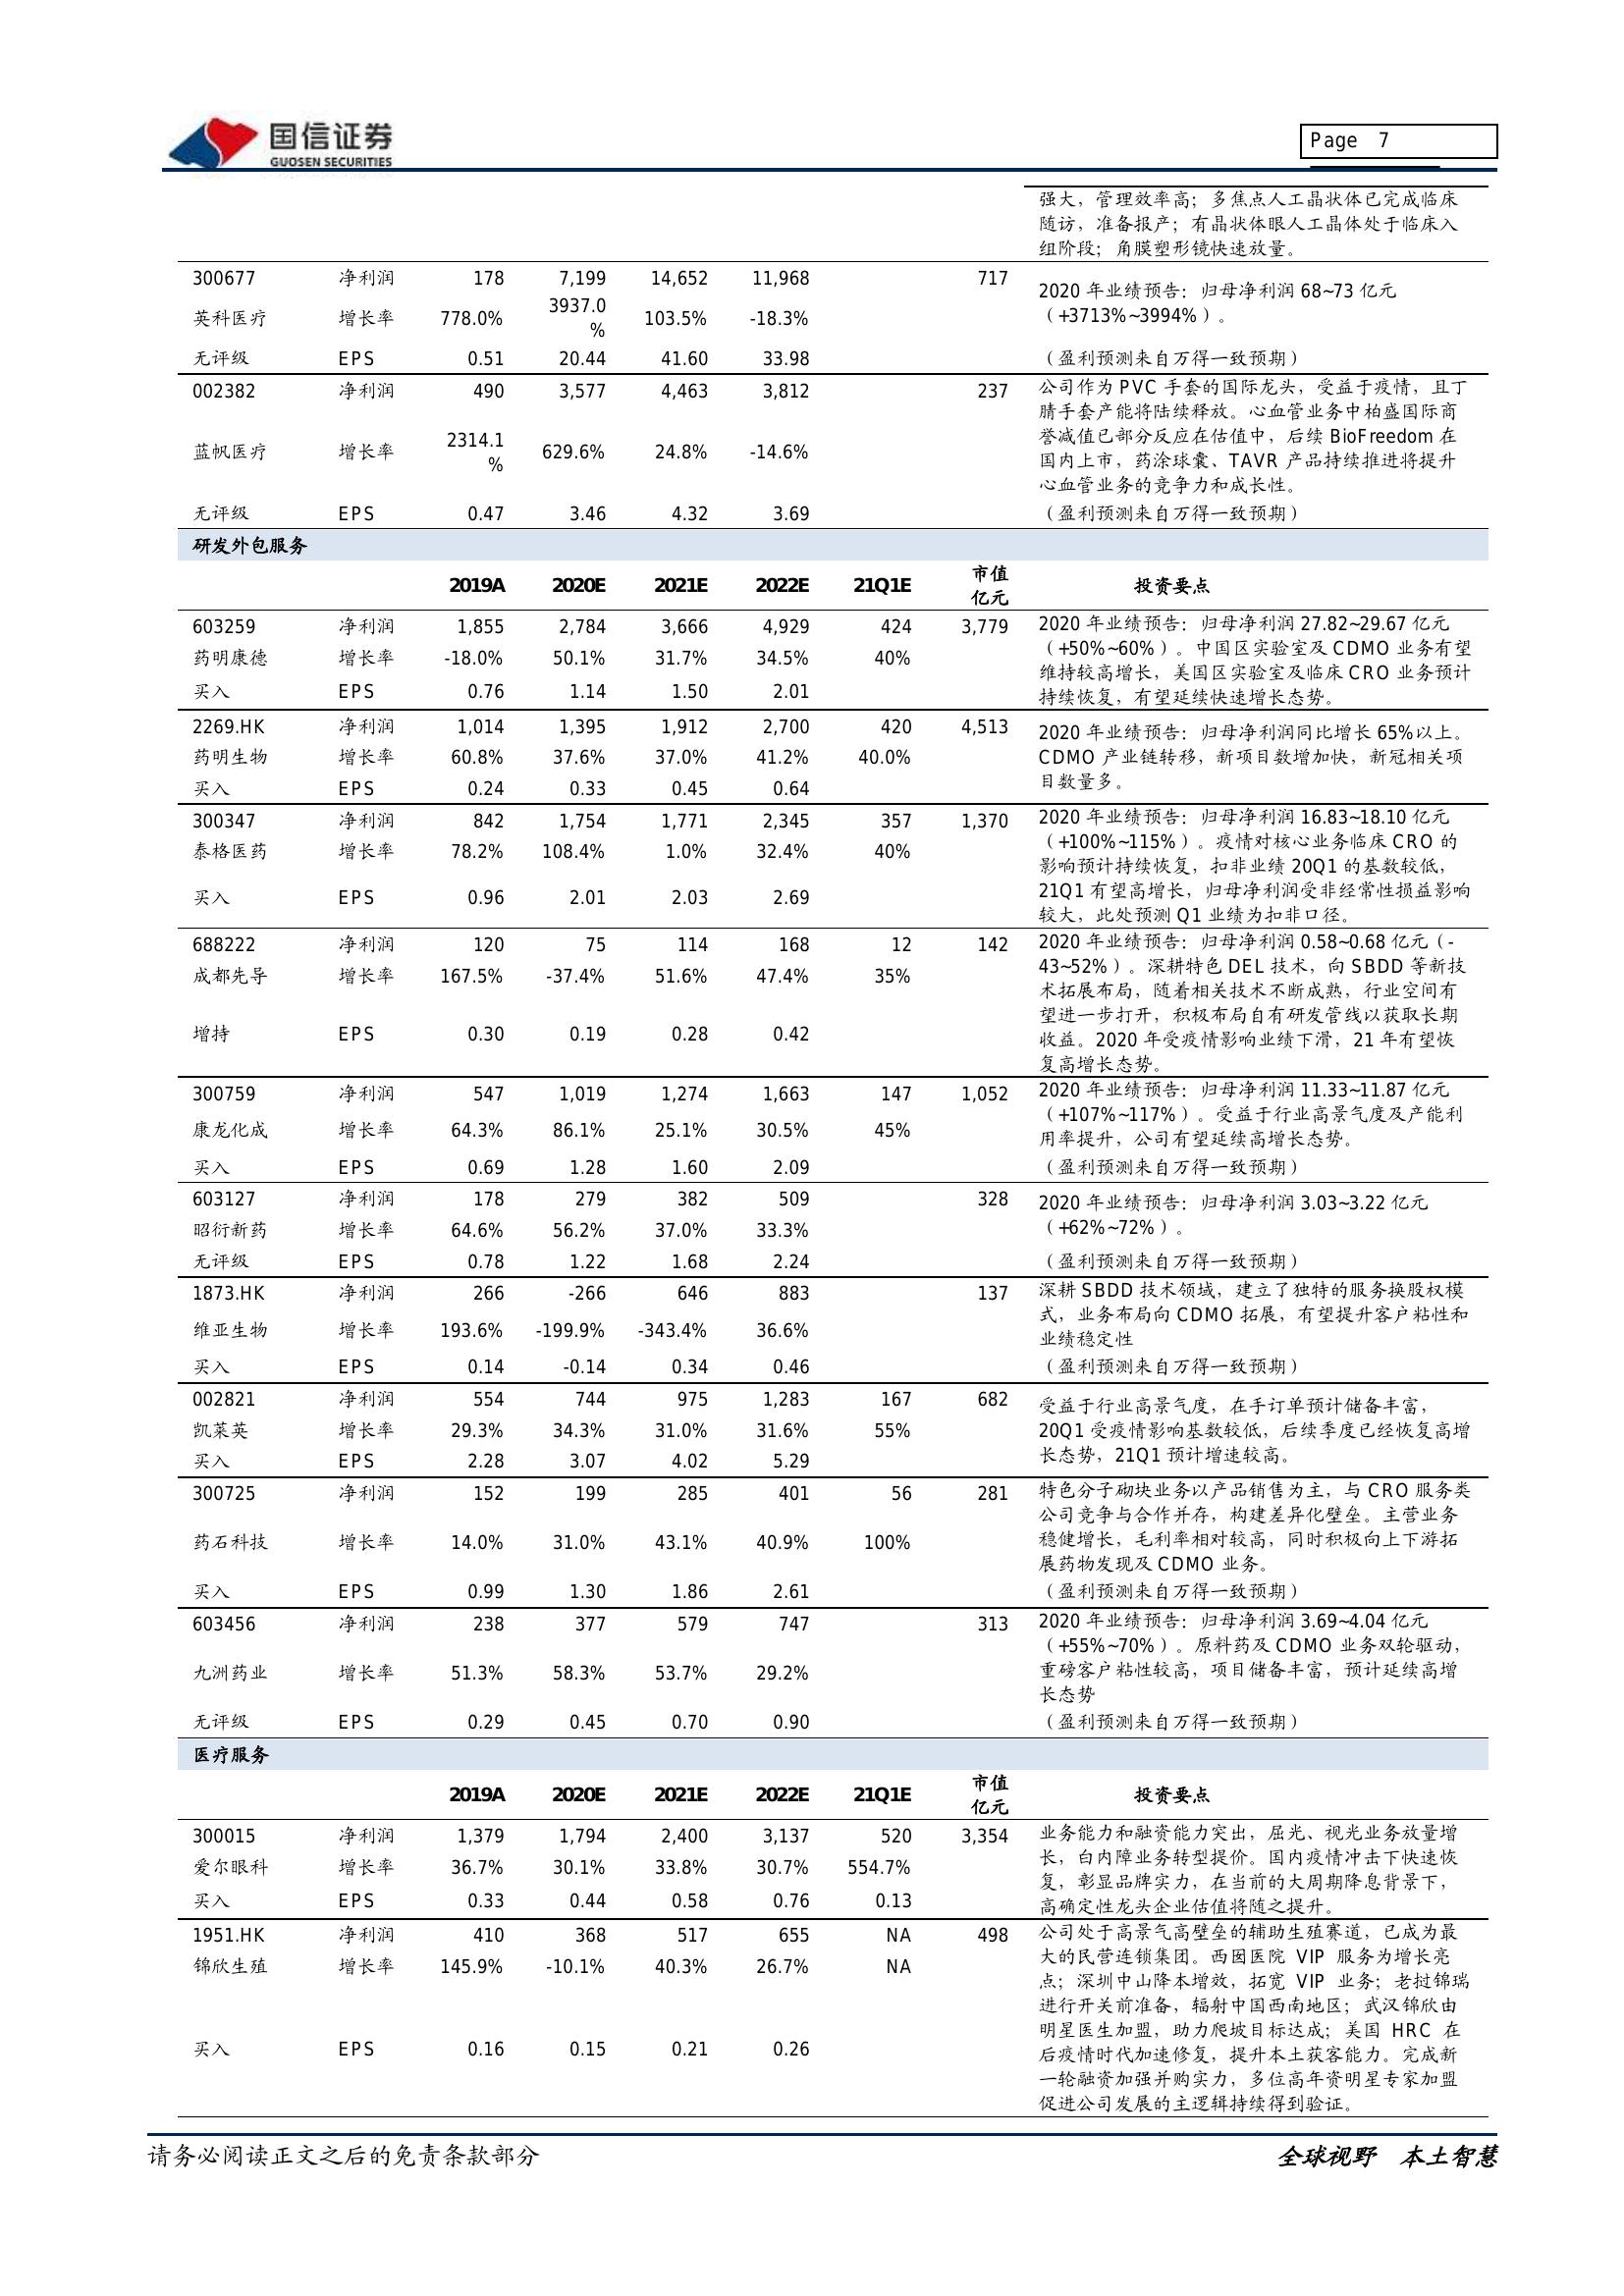 国信证券
GUOSEN SECURITIES
Page 7
强大，管理效率高；多焦点人工晶状体已完成临床
随访，准备报产；有晶状体眼人工晶体处于临床入
组阶段；角膜塑形镜快速放量。
300677 净利润 178 7,199 14,652 11,968 717
2020 年业绩预告：归母净利润 68~73 亿元
（+3713%~3994%）。
英科医疗 增长率 778.0% 3937.0% 103.5% -18.3%
无评级 EPS 0.51 20.44 41.60 33.98 （盈利预测来自万得一致预期）
002382 净利润 490 3,577 4,463 3,812 237
公司作为 PVC 手套的国际龙头，受益于疫情，且丁
腈手套产能将陆续释放。心血管业务中柏盛国际商
誉减值已部分反应在估值中，后续 BioFreedom 在
国内上市，药涂球囊、TAVR 产品持续推进将提升
心血管业务的竞争力和成长性。
蓝帆医疗 增长率 2314.1% 629.6% 24.8% -14.6%
无评级 EPS 0.47 3.46 4.32 3.69 （盈利预测来自万得一致预期）
研发外包服务
2019A 2020E 2021E 2022E 21Q1E 市值 亿元 投资要点
603259 净利润 1,855 2,784 3,666 4,929 424 3,779
药明康德 增长率 -18.0% 50.1% 31.7% 34.5% 40%
买入 EPS 0.76 1.14 1.50 2.01
2020 年业绩预告：归母净利润 27.82~29.67 亿元
（+50%~60%）。中国区实验室及 CDMO 业务有望
维持较高增长，美国区实验室及临床 CRO 业务预计
持续恢复，有望延续快速增长态势。
2269.HK 净利润 1,014 1,395 1,912 2,700 420 4,513
药明生物 增长率 60.8% 37.6% 37.0% 41.2% 40.0%
买入 EPS 0.24 0.33 0.45 0.64
2020 年业绩预告：归母净利润同比增长 65%以上。
CDMO 产业链转移，新项目数增加快，新冠相关项
目数量多。
300347 净利润 842 1,754 1,771 2,345 357 1,370
泰格医药 增长率 78.2% 108.4% 1.0% 32.4% 40%
买入 EPS 0.96 2.01 2.03 2.69
2020 年业绩预告：归母净利润 16.83~18.10 亿元
（+100%~115%）。疫情对核心业务临床 CRO 的
影响预计持续恢复，扣非业绩 20Q1 的基数较低，
21Q1 有望高增长，归母净利润受非经常性损益影响
较大，此处预测 Q1 业绩为扣非口径。
688222 净利润 120 75 114 168 12 142
成都先导 增长率 167.5% -37.4% 51.6% 47.4% 35%
增持 EPS 0.30 0.19 0.28 0.42
2020 年业绩预告：归母净利润 0.58~0.68 亿元（-
43~52%）。深耕特色 DEL 技术，向 SBDD 等新技
术拓展布局，随着相关技术不断成熟，行业空间有
望进一步打开，积极布局自有研发管线以获取长期
收益。2020 年受疫情影响业绩下滑，21 年有望恢
复高增长态势。
300759 净利润 547 1,019 1,274 1,663 147 1,052
康龙化成 增长率 64.3% 86.1% 25.1% 30.5% 45%
2020 年业绩预告：归母净利润 11.33~11.87 亿元
（+107%~117%）。受益于行业高景气度及产能利
用率提升，公司有望延续高增长态势。
买入 EPS 0.69 1.28 1.60 2.09 （盈利预测来自万得一致预期）
603127 净利润 178 279 382 509 328
昭衍新药 增长率 64.6% 56.2% 37.0% 33.3%
2020 年业绩预告：归母净利润 3.03~3.22 亿元
（+62%~72%）。
无评级 EPS 0.78 1.22 1.68 2.24 （盈利预测来自万得一致预期）
1873.HK 净利润 266 -266 646 883 137
维亚生物 增长率 193.6% -199.9% -343.4% 36.6%
深耕 SBDD 技术领域，建立了独特的服务换股权模
式，业务布局向 CDMO 拓展，有望提升客户粘性和
业绩稳定性
买入 EPS 0.14 -0.14 0.34 0.46 （盈利预测来自万得一致预期）
002821 净利润 554 744 975 1,283 167 682
凯莱英 增长率 29.3% 34.3% 31.0% 31.6% 55%
买入 EPS 2.28 3.07 4.02 5.29
受益于行业高景气度，在手订单预计储备丰富，
20Q1 受疫情影响基数较低，后续季度已经恢复高增
长态势，21Q1 预计增速较高。
300725 净利润 152 199 285 401 56 281
药石科技 增长率 14.0% 31.0% 43.1% 40.9% 100%
特色分子砌块业务以产品销售为主，与 CRO 服务类
公司竞争与合作并存，构建差异化壁垒。主营业务
稳健增长，毛利率相对较高，同时积极向上下游拓
展药物发现及 CDMO 业务。
买入 EPS 0.99 1.30 1.86 2.61 （盈利预测来自万得一致预期）
603456 净利润 238 377 579 747 313
九洲药业 增长率 51.3% 58.3% 53.7% 29.2%
2020 年业绩预告：归母净利润 3.69~4.04 亿元
（+55%~70%）。原料药及 CDMO 业务双轮驱动，
重磅客户粘性较高，项目储备丰富，预计延续高增
长态势
无评级 EPS 0.29 0.45 0.70 0.90 （盈利预测来自万得一致预期）
医疗服务
2019A 2020E 2021E 2022E 21Q1E 市值 亿元 投资要点
300015 净利润 1,379 1,794 2,400 3,137 520 3,354
爱尔眼科 增长率 36.7% 30.1% 33.8% 30.7% 554.7%
买入 EPS 0.33 0.44 0.58 0.76 0.13
业务能力和融资能力突出，屈光、视光业务放量增
长，白内障业务转型提价。国内疫情冲击下快速恢
复，彰显品牌实力，在当前的大周期降息背景下，
高确定性龙头企业估值将随之提升。
1951.HK 净利润 410 368 517 655 NA 498
锦欣生殖 增长率 145.9% -10.1% 40.3% 26.7% NA
买入 EPS 0.16 0.15 0.21 0.26
公司处于高景气高壁垒的辅助生殖赛道，已成为最
大的民营连锁集团。西囡医院 VIP 服务为增长亮
点；深圳中山降本增效，拓宽 VIP 业务；老挝锦瑞
进行开关前准备，辐射中国西南地区；武汉锦欣由
明星医生加盟，助力爬坡目标达成；美国 HRC 在
后疫情时代加速修复，提升本土获客能力。完成新
一轮融资加强并购实力，多位高年资明星专家加盟
促进公司发展的主逻辑持续得到验证。
请务必阅读正文之后的免责条款部分
全球视野 本土智慧